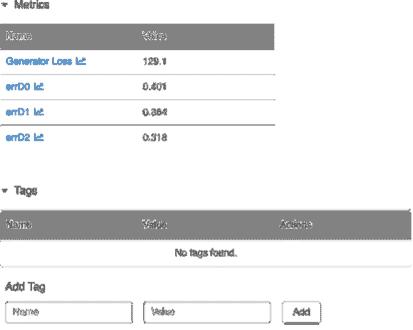 Metrics
Name Value
Generator Loss 129.1
errD0 0.401
errD1 0.364
errD2 0.318
Tags
Name Value Actions
No tags found.
Add Tag
Name Value Add